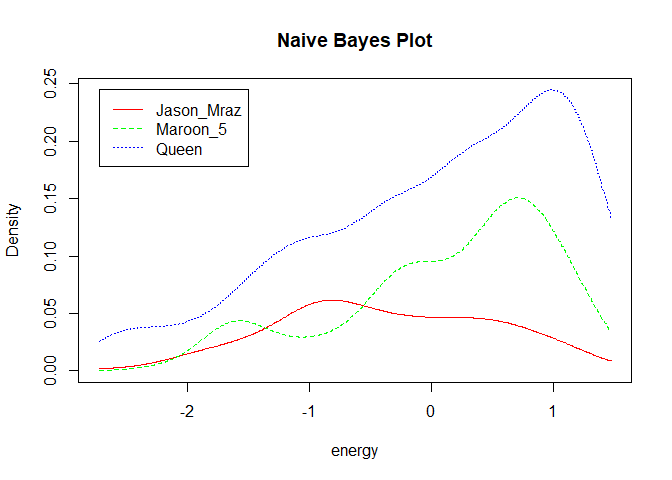 Naive Bayes Plot
Density
0.25
0.20
0.15
0.10
0.05
0.00
Jason_Mraz
Maroon_5
Queen
-2 -1 0 1
energy